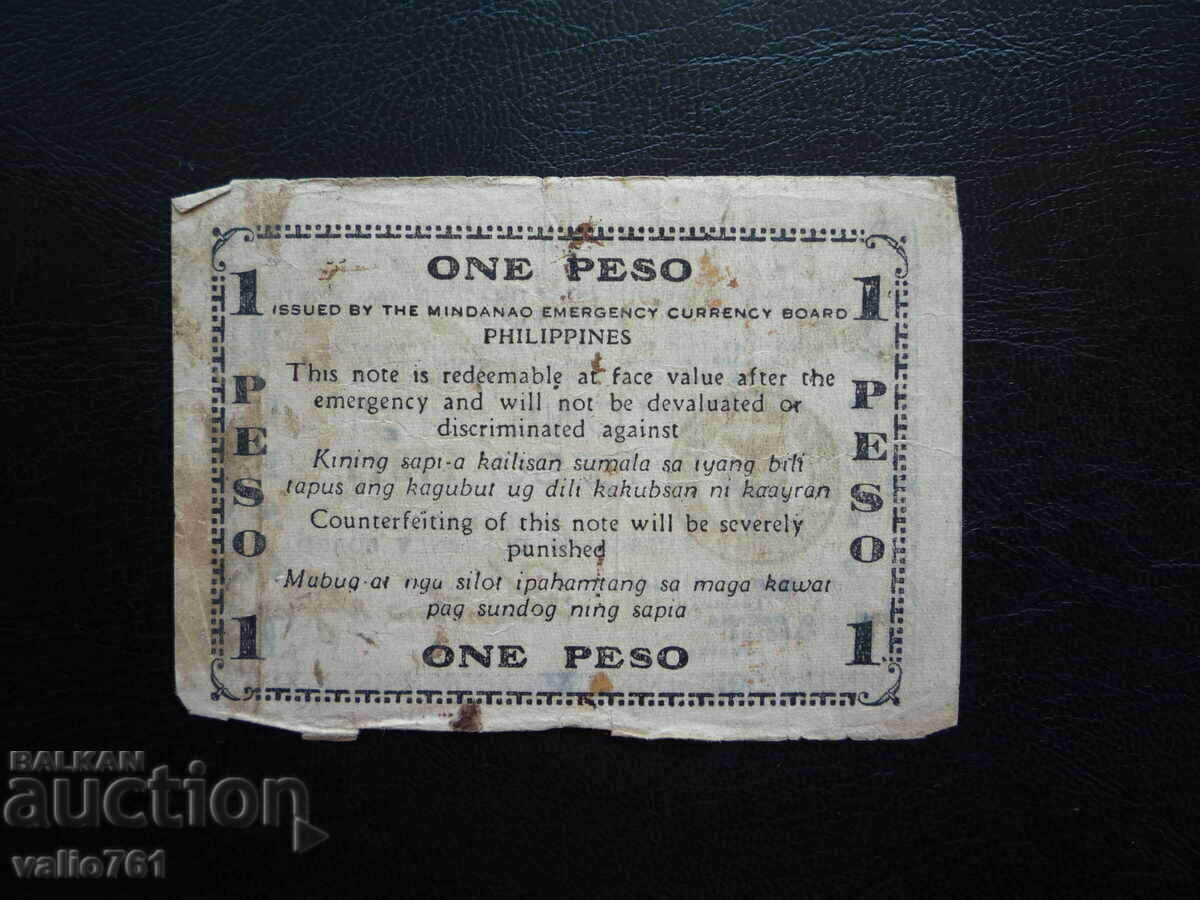 ONE PESO
1 1
ISSUED BY THE MINDANAO EMERGENCY CURRENCY BOARD
PHILIPPINES
This note is redeemable at face value after the
emergency and will not be devaluated or
discriminated against
Kining sapi-a kailisan sumala sa iyang bili
tapus ang kagubut ug dili kakubsan ni kaayran
Counterfeiting of this note will be severely
punished
Mabug-at nga silot ipahamtang sa maga kawat
pag sundog ning sapia
PESO PESO
1 1
ONE PESO
BALKAN
auction
valio761